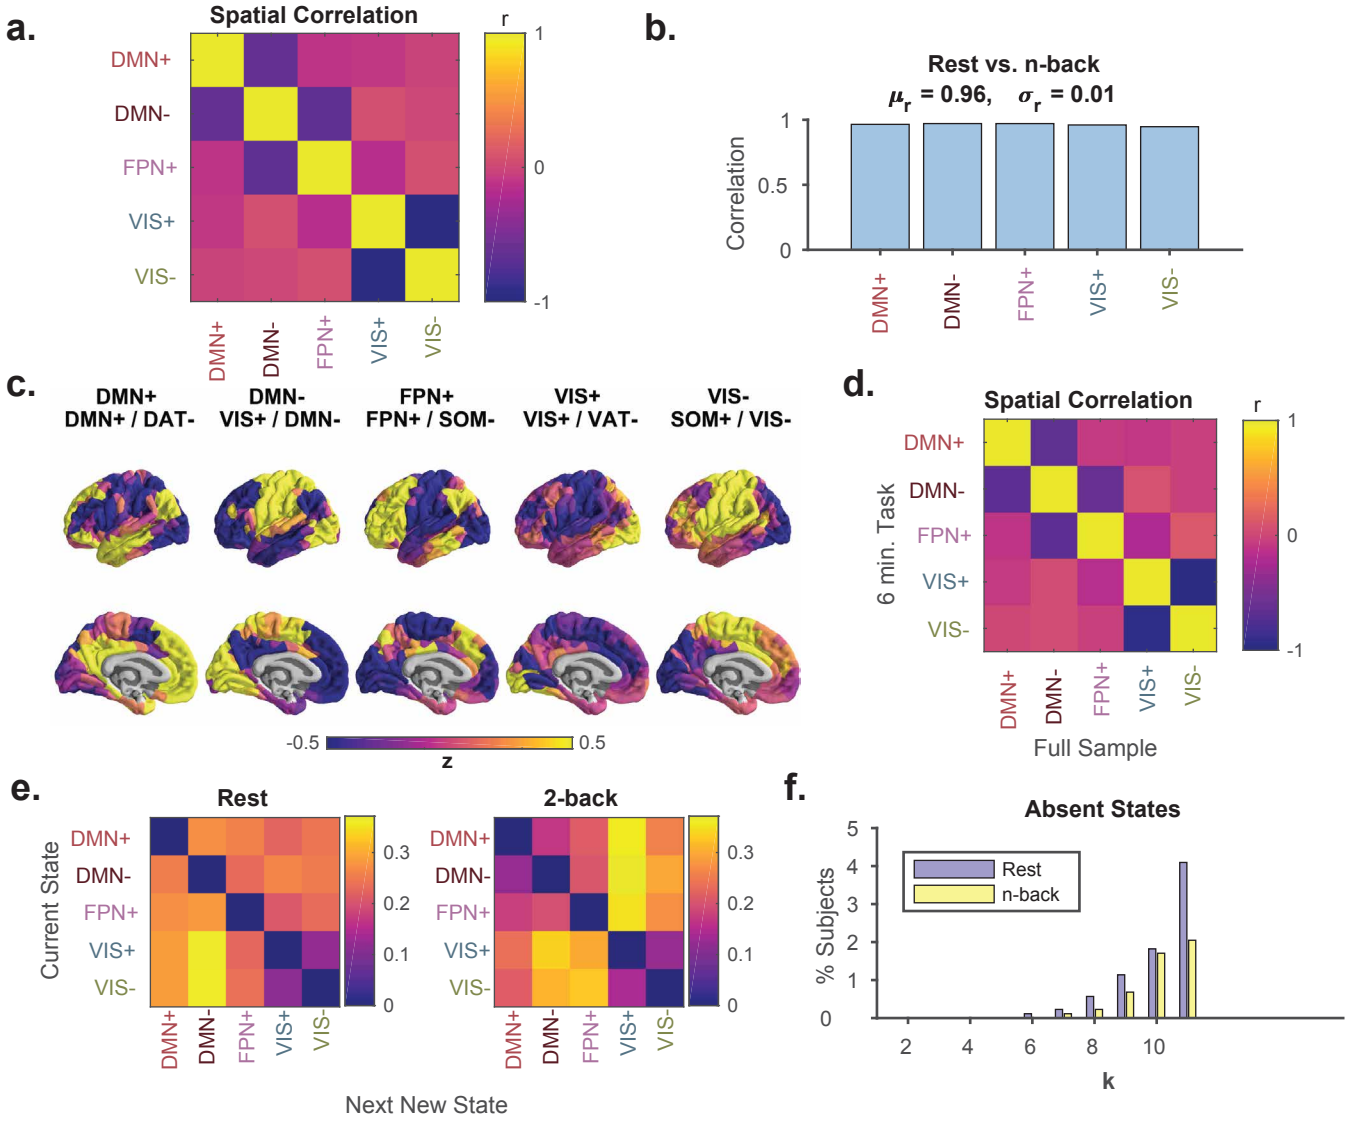 a.
Spatial Correlation
r
DMN+
DMN-
FPN+
VIS+
VIS-
1
0
-1
DMN+
DMN-
FPN+
VIS+
VIS-
b.
Rest vs. n-back
μr = 0.96, σr = 0.01
Correlation
1
0.5
0
DMN+
DMN-
FPN+
VIS+
VIS-
c.
DMN+
DMN+ / DAT-
DMN-
VIS+ / DMN-
FPN+
FPN+ / SOM-
VIS+
VIS+ / VAT-
VIS-
SOM+ / VIS-
-0.5
0.5
z
d.
Spatial Correlation
r
6 min. Task
DMN+
DMN-
FPN+
VIS+
VIS-
1
0
-1
DMN+
DMN-
FPN+
VIS+
VIS-
Full Sample
e.
Rest
Current State
DMN+
DMN-
FPN+
VIS+
VIS-
0.3
0.2
0.1
0
DMN+
DMN-
FPN+
VIS+
VIS-
2-back
DMN+
DMN-
FPN+
VIS+
VIS-
0.3
0.2
0.1
0
DMN+
DMN-
FPN+
VIS+
VIS-
Next New State
f.
Absent States
% Subjects
5
4
3
2
1
0
Rest
n-back
2
4
6
8
10
k